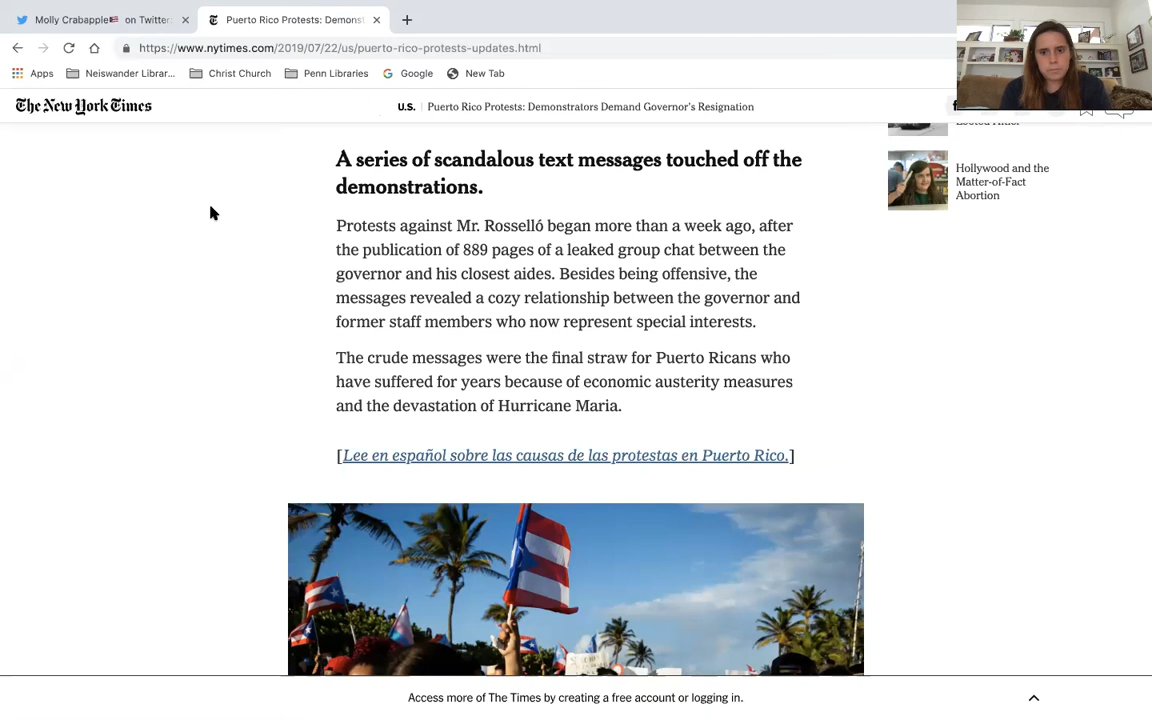 Molly Crabapple on Twitter:
Puerto Rico Protests: Demonst
https://www.nytimes.com/2019/07/22/us/puerto-rico-protests-updates.html
Apps Neiswander Librar... Christ Church Penn Libraries Google New Tab
The New York Times
U.S. Puerto Rico Protests: Demonstrators Demand Governor's Resignation
A series of scandalous text messages touched off the
demonstrations.
Protests against Mr. Rosselló began more than a week ago, after
the publication of 889 pages of a leaked group chat between the
governor and his closest aides. Besides being offensive, the
messages revealed a cozy relationship between the governor and
former staff members who now represent special interests.
The crude messages were the final straw for Puerto Ricans who
have suffered for years because of economic austerity measures
and the devastation of Hurricane Maria.
[Lee en español sobre las causas de las protestas en Puerto Rico.]
Hollywood and the
Matter-of-Fact
Abortion
Access more of The Times by creating a free account or logging in.